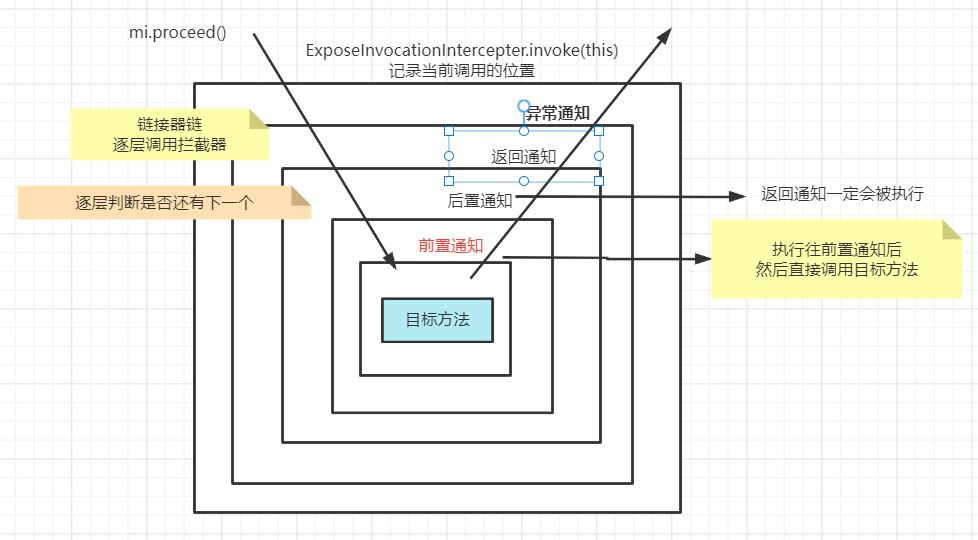 mi.proceed()
ExposeInvocationIntercepter.invoke(this)
记录当前调用的位置
异常通知
链接器链
逐层调用拦截器
返回通知
逐层判断是否还有下一个
后置通知
返回通知一定会被执行
前置通知
执行往前置通知后
然后直接调用目标方法
目标方法